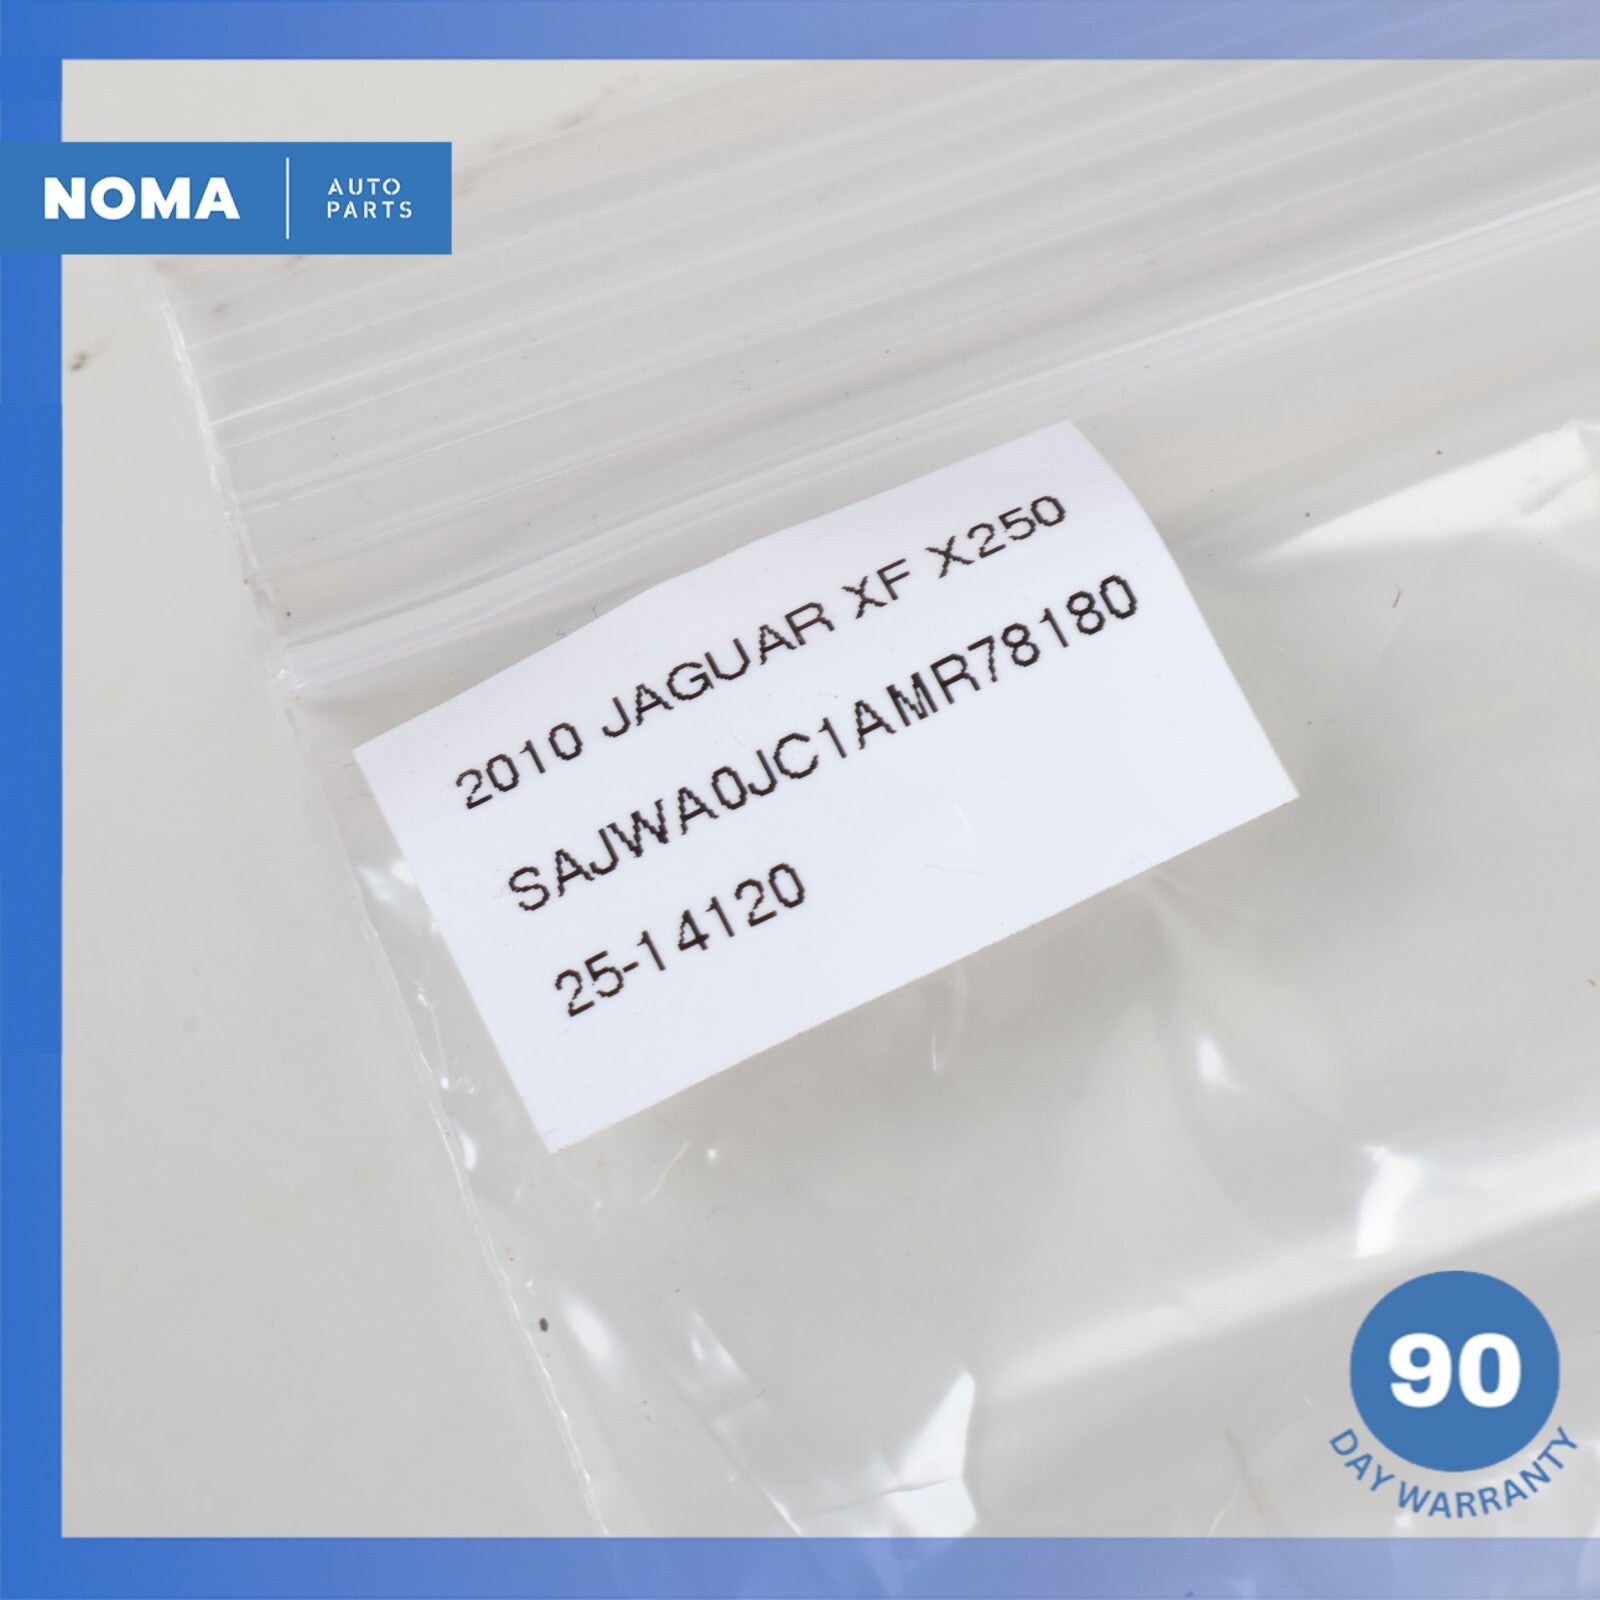 NOMA
AUTO
PARTS
2010 JAGUAR XF X250
SAJWA0JC1AMR78180
25-14120
90
DAY WARRANTY